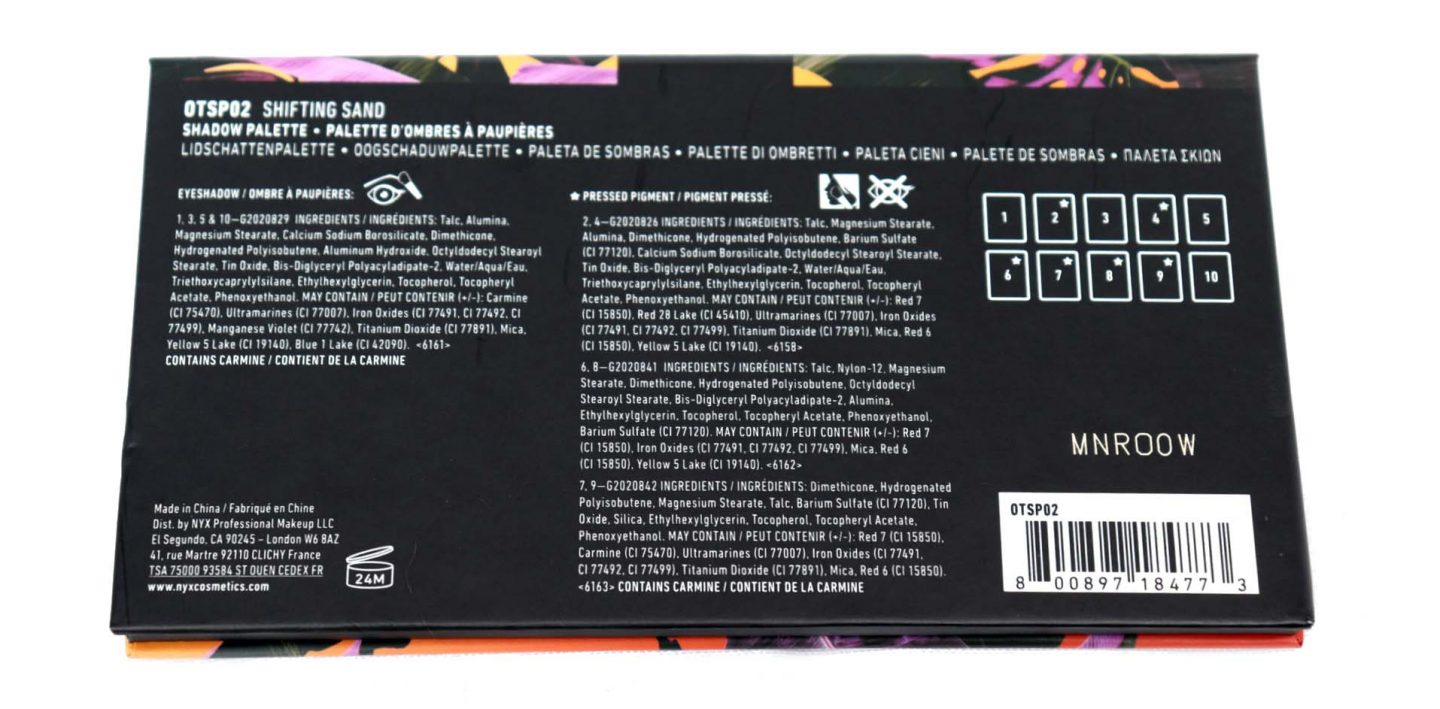 OTSP02 SHIFTING SAND
SHADOW PALETTE • PALETTE D'OMBRES À PAUPIÈRES
LIDSCHATTENPALETTE • OOGSCHADUWPALETTE • PALETA DE SOMBRAS • PALETTE DI OMBRETTI • PALETA CIENI • PALETE DE SOMBRAS • ΠΑΛΕΤΑ ΣΚΙΩΝ
EYESHADOW / OMBRE À PAUPIÈRES:
1, 3, 5 & 10—G2020829 INGREDIENTS / INGRÉDIENTS: Talc, Alumina,
Magnesium Stearate, Calcium Sodium Borosilicate, Dimethicone,
Hydrogenated Polyisobutene, Aluminum Hydroxide, Octyldodecyl Stearoyl
Stearate, Tin Oxide, Bis-Diglyceryl Polyacyladipate-2, Water/Aqua/Eau,
Triethoxycaprylylsilane, Ethylhexylglycerin, Tocopherol, Tocopheryl
Acetate, Phenoxyethanol. MAY CONTAIN / PEUT CONTENIR (+/-): Carmine
(CI 75470), Ultramarines (CI 77007), Iron Oxides (CI 77491, CI 77492, CI
77499), Manganese Violet (CI 77742), Titanium Dioxide (CI 77891), Mica,
Yellow 5 Lake (CI 19140), Blue 1 Lake (CI 42090). <6161>
CONTAINS CARMINE / CONTIENT DE LA CARMINE
★ PRESSED PIGMENT / PIGMENT PRESSÉ:
2, 4—G2020826 INGREDIENTS / INGRÉDIENTS: Talc, Magnesium Stearate,
Alumina, Dimethicone, Hydrogenated Polyisobutene, Barium Sulfate
(CI 77120), Calcium Sodium Borosilicate, Octyldodecyl Stearoyl Stearate,
Tin Oxide, Bis-Diglyceryl Polyacyladipate-2, Water/Aqua/Eau,
Triethoxycaprylylsilane, Ethylhexylglycerin, Tocopherol, Tocopheryl
Acetate, Phenoxyethanol. MAY CONTAIN / PEUT CONTENIR (+/-): Red 7
(CI 15850), Red 28 Lake (CI 45410), Ultramarines (CI 77007), Iron Oxides
(CI 77491, CI 77492, CI 77499), Titanium Dioxide (CI 77891), Mica, Red 6
(CI 15850), Yellow 5 Lake (CI 19140). <6158>
6, 8—G2020841 INGREDIENTS / INGRÉDIENTS: Talc, Nylon-12, Magnesium
Stearate, Dimethicone, Hydrogenated Polyisobutene, Octyldodecyl
Stearoyl Stearate, Bis-Diglyceryl Polyacyladipate-2, Alumina,
Ethylhexylglycerin, Tocopherol, Tocopheryl Acetate, Phenoxyethanol,
Barium Sulfate (CI 77120). MAY CONTAIN / PEUT CONTENIR (+/-): Red 7
(CI 15850), Iron Oxides (CI 77491, CI 77492, CI 77499), Mica, Red 6
(CI 15850), Yellow 5 Lake (CI 19140). <6162>
7, 9—G2020842 INGREDIENTS / INGRÉDIENTS: Dimethicone, Hydrogenated
Polyisobutene, Magnesium Stearate, Talc, Barium Sulfate (CI 77120), Tin
Oxide, Silica, Ethylhexylglycerin, Tocopherol, Tocopheryl Acetate,
Phenoxyethanol. MAY CONTAIN / PEUT CONTENIR (+/-): Red 7 (CI 15850),
Carmine (CI 75470), Ultramarines (CI 77007), Iron Oxides (CI 77491,
CI 77492, CI 77499), Titanium Dioxide (CI 77891), Mica, Red 6 (CI 15850).
<6163> CONTAINS CARMINE / CONTIENT DE LA CARMINE
1 2★ 3 4★ 5
6★ 7★ 8★ 9★ 10
MNR00W
Made in China / Fabriqué en Chine
Dist. by NYX Professional Makeup LLC
El Segundo, CA 90245 – London W6 8AZ
41, rue Martre 92110 CLICHY France
TSA 75000 93584 ST OUEN CEDEX FR
www.nyxcosmetics.com
24M
OTSP02
8 00897 18477 3